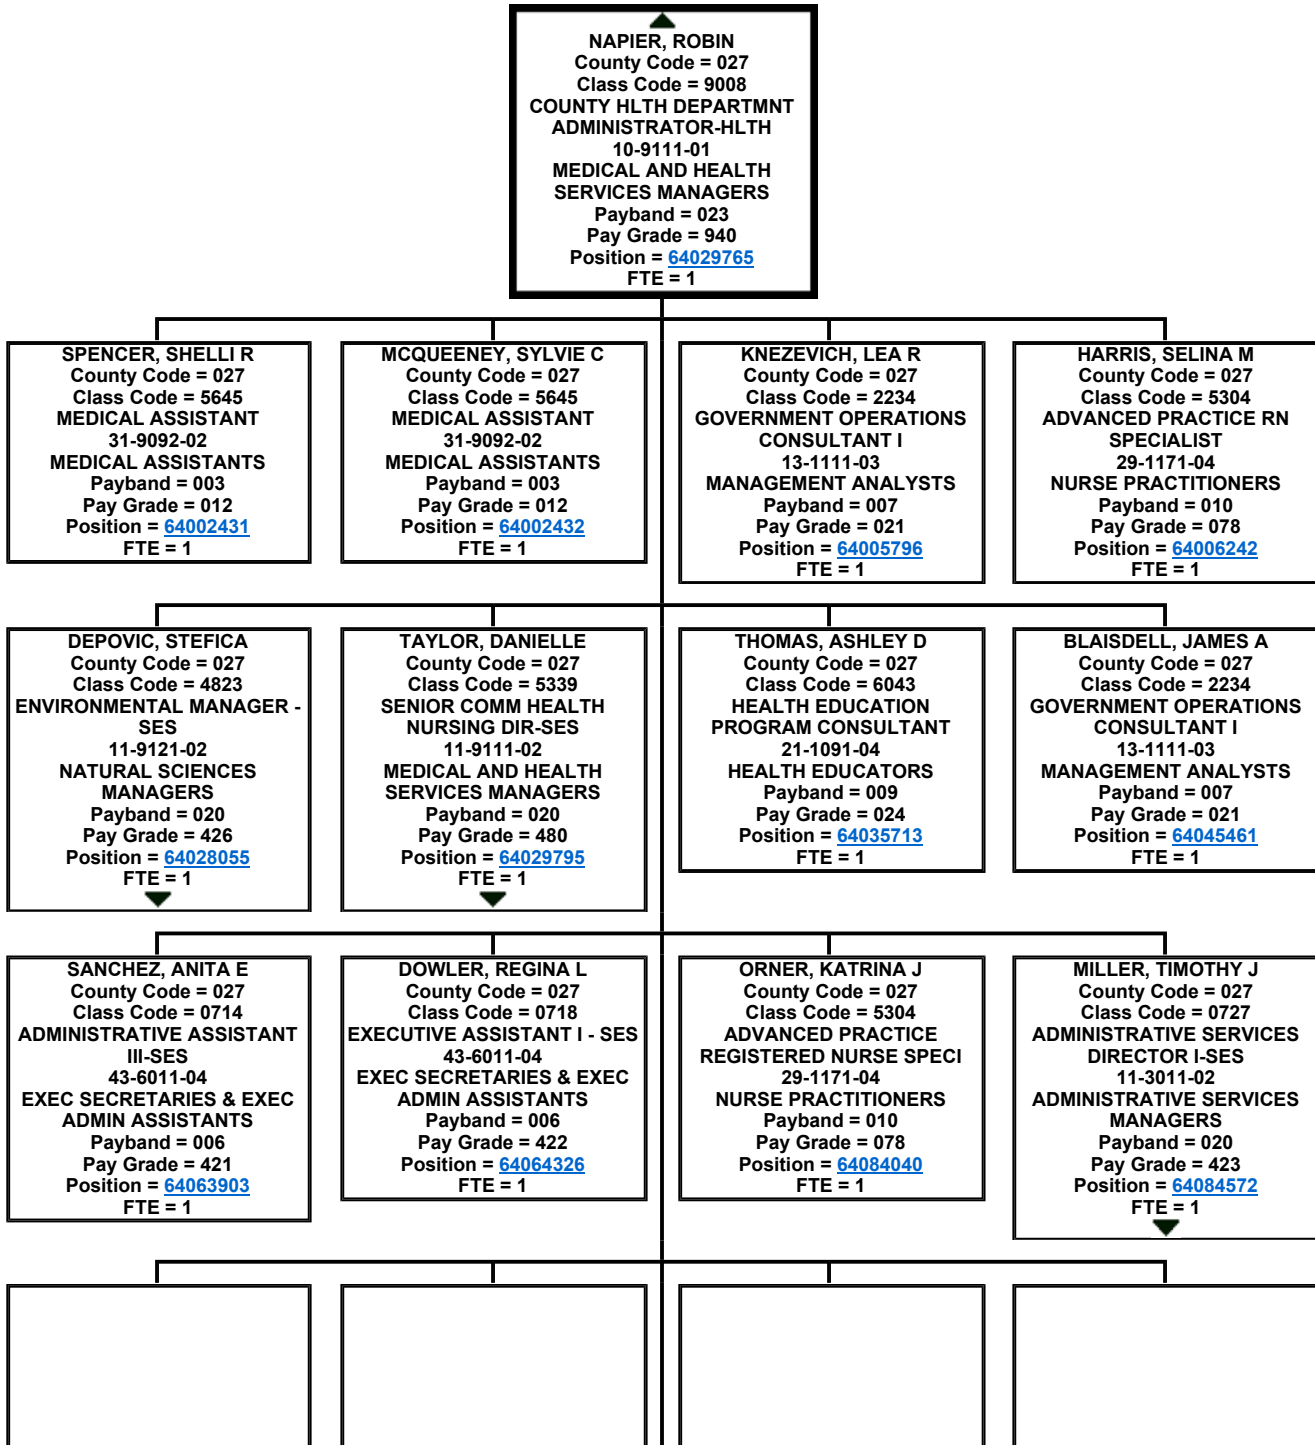 NAPIER, ROBIN
County Code = 027
Class Code = 9008
COUNTY HLTH DEPARTMNT
ADMINISTRATOR-HLTH
10-9111-01
MEDICAL AND HEALTH
SERVICES MANAGERS
Payband = 023
Pay Grade = 940
Position = 64029765
FTE = 1
SPENCER, SHELLI R
County Code = 027
Class Code = 5645
MEDICAL ASSISTANT
31-9092-02
MEDICAL ASSISTANTS
Payband = 003
Pay Grade = 012
Position = 64002431
FTE = 1
MCQUEENEY, SYLVIE C
County Code = 027
Class Code = 5645
MEDICAL ASSISTANT
31-9092-02
MEDICAL ASSISTANTS
Payband = 003
Pay Grade = 012
Position = 64002432
FTE = 1
KNEZEVICH, LEA R
County Code = 027
Class Code = 2234
GOVERNMENT OPERATIONS
CONSULTANT I
13-1111-03
MANAGEMENT ANALYSTS
Payband = 007
Pay Grade = 021
Position = 64005796
FTE = 1
HARRIS, SELINA M
County Code = 027
Class Code = 5304
ADVANCED PRACTICE RN
SPECIALIST
29-1171-04
NURSE PRACTITIONERS
Payband = 010
Pay Grade = 078
Position = 64006242
FTE = 1
DEPOVIC, STEFICA
County Code = 027
Class Code = 4823
ENVIRONMENTAL MANAGER -
SES
11-9121-02
NATURAL SCIENCES
MANAGERS
Payband = 020
Pay Grade = 426
Position = 64028055
FTE = 1
TAYLOR, DANIELLE
County Code = 027
Class Code = 5339
SENIOR COMM HEALTH
NURSING DIR-SES
11-9111-02
MEDICAL AND HEALTH
SERVICES MANAGERS
Payband = 020
Pay Grade = 480
Position = 64029795
FTE = 1
THOMAS, ASHLEY D
County Code = 027
Class Code = 6043
HEALTH EDUCATION
PROGRAM CONSULTANT
21-1091-04
HEALTH EDUCATORS
Payband = 009
Pay Grade = 024
Position = 64035713
FTE = 1
BLAISDELL, JAMES A
County Code = 027
Class Code = 2234
GOVERNMENT OPERATIONS
CONSULTANT I
13-1111-03
MANAGEMENT ANALYSTS
Payband = 007
Pay Grade = 021
Position = 64045461
FTE = 1
SANCHEZ, ANITA E
County Code = 027
Class Code = 0714
ADMINISTRATIVE ASSISTANT
III-SES
43-6011-04
EXEC SECRETARIES & EXEC
ADMIN ASSISTANTS
Payband = 006
Pay Grade = 421
Position = 64063903
FTE = 1
DOWLER, REGINA L
County Code = 027
Class Code = 0718
EXECUTIVE ASSISTANT I - SES
43-6011-04
EXEC SECRETARIES & EXEC
ADMIN ASSISTANTS
Payband = 006
Pay Grade = 422
Position = 64064326
FTE = 1
ORNER, KATRINA J
County Code = 027
Class Code = 5304
ADVANCED PRACTICE
REGISTERED NURSE SPECI
29-1171-04
NURSE PRACTITIONERS
Payband = 010
Pay Grade = 078
Position = 64084040
FTE = 1
MILLER, TIMOTHY J
County Code = 027
Class Code = 0727
ADMINISTRATIVE SERVICES
DIRECTOR I-SES
11-3011-02
ADMINISTRATIVE SERVICES
MANAGERS
Payband = 020
Pay Grade = 423
Position = 64084572
FTE = 1